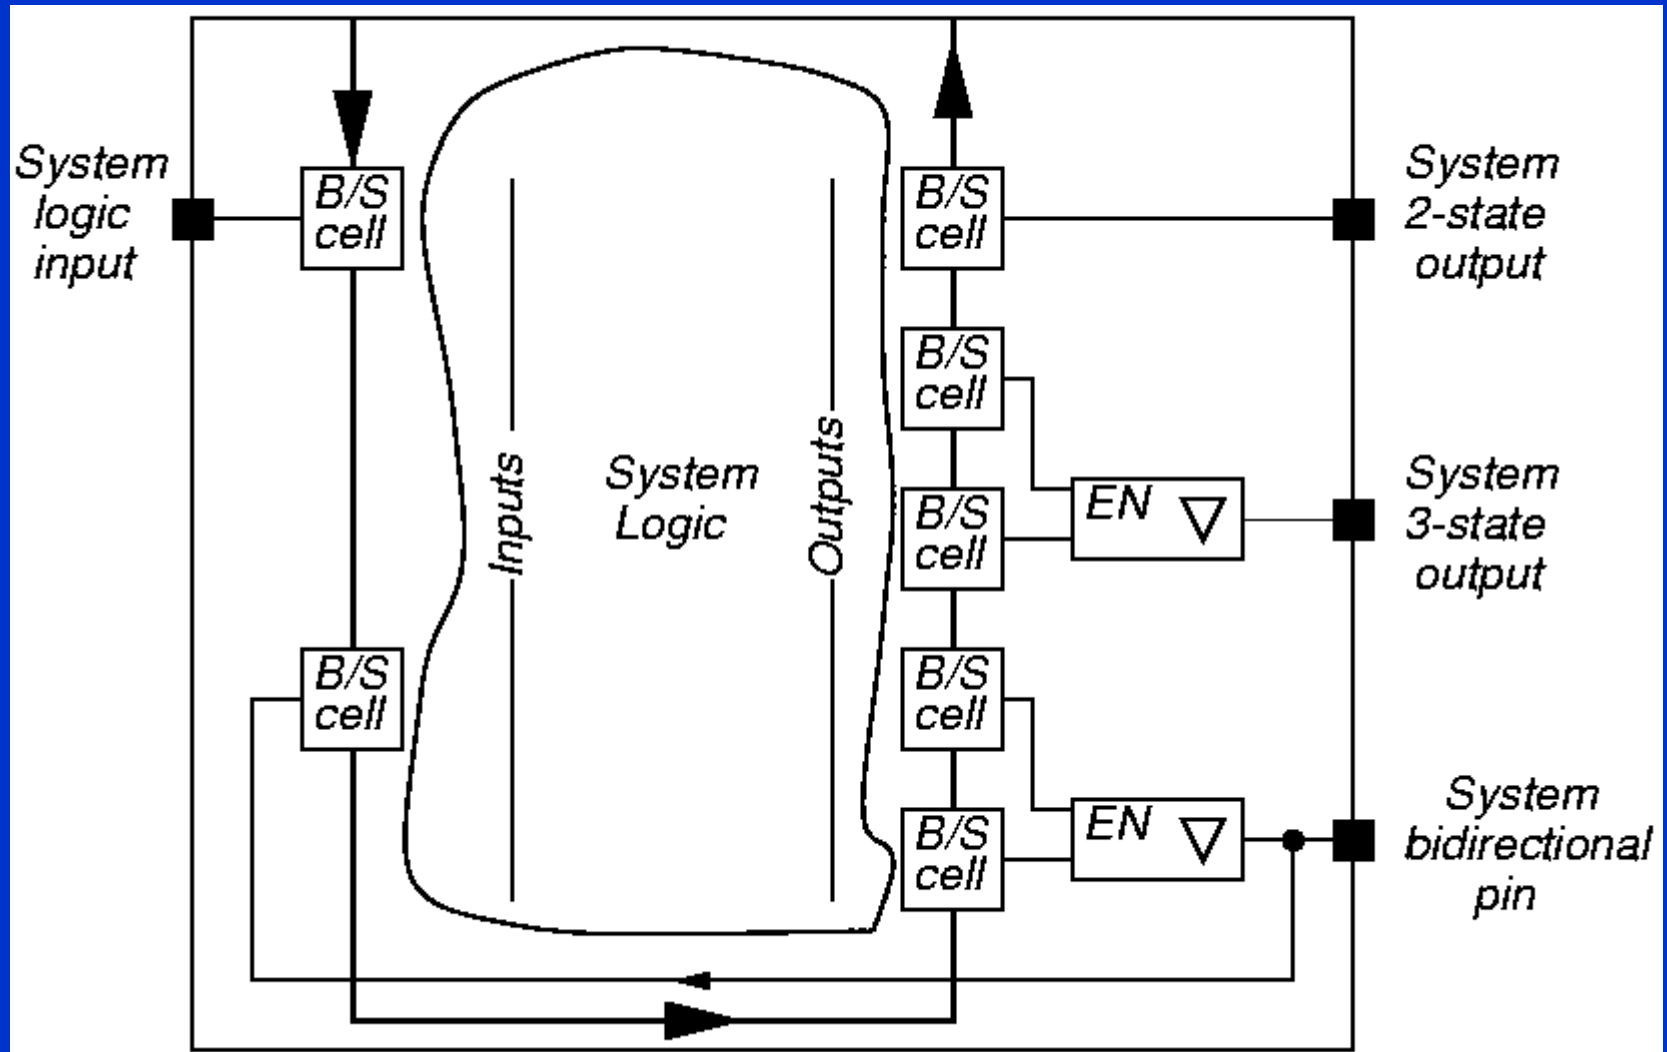 System
logic
input
B/S
cell
B/S
cell
Inputs
System
Logic
Outputs
B/S
cell
B/S
cell
B/S
cell
B/S
cell
B/S
cell
EN
EN
System
2-state
output
System
3-state
output
System
bidirectional
pin